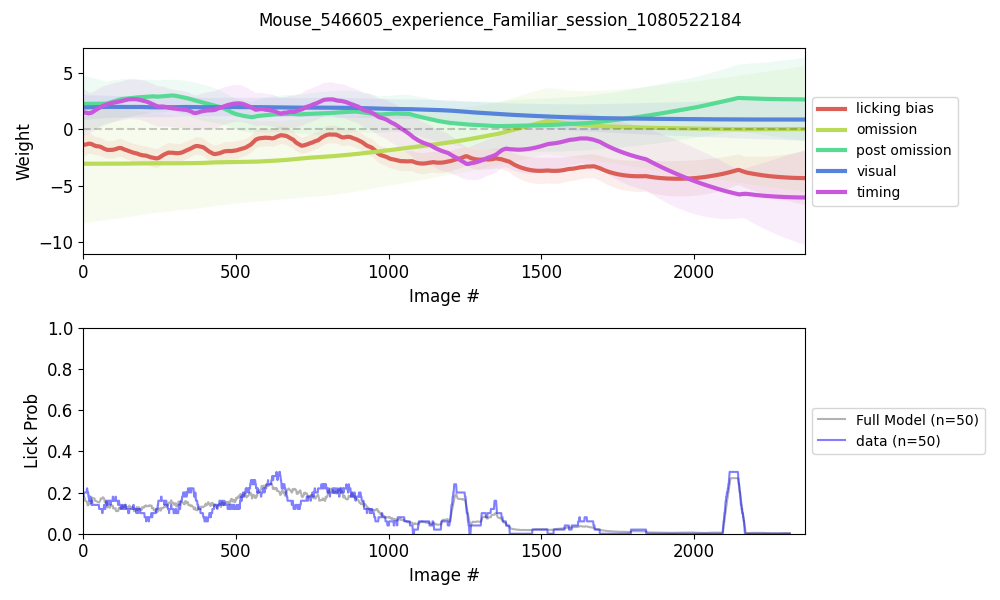 Mouse_546605_experience_Familiar_session_1080522184
5
0
−5
−10
Weight
0
500
1000
1500
2000
Image #
licking bias
omission
post omission
visual
timing
1.0
0.8
0.6
0.4
0.2
0.0
Lick Prob
0
500
1000
1500
2000
Image #
Full Model (n=50)
data (n=50)